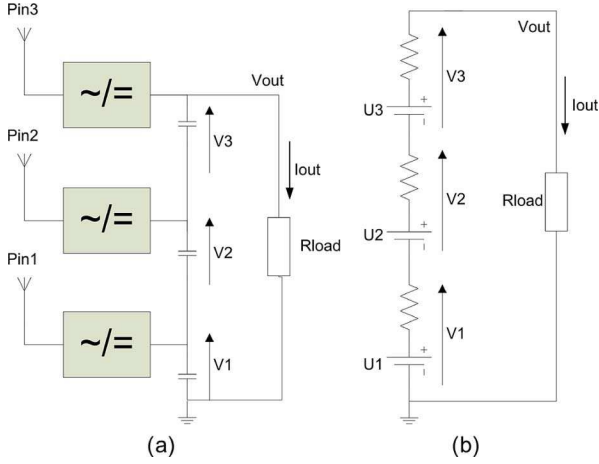 Pin3
~/=
Vout
V3
Pin2
~/=
Iout
V2
Rload
Pin1
~/=
V1
(a)
Vout
V3
Iout
U3
+
-
V2
Rload
U2
+
-
V1
U1
+
-
(b)